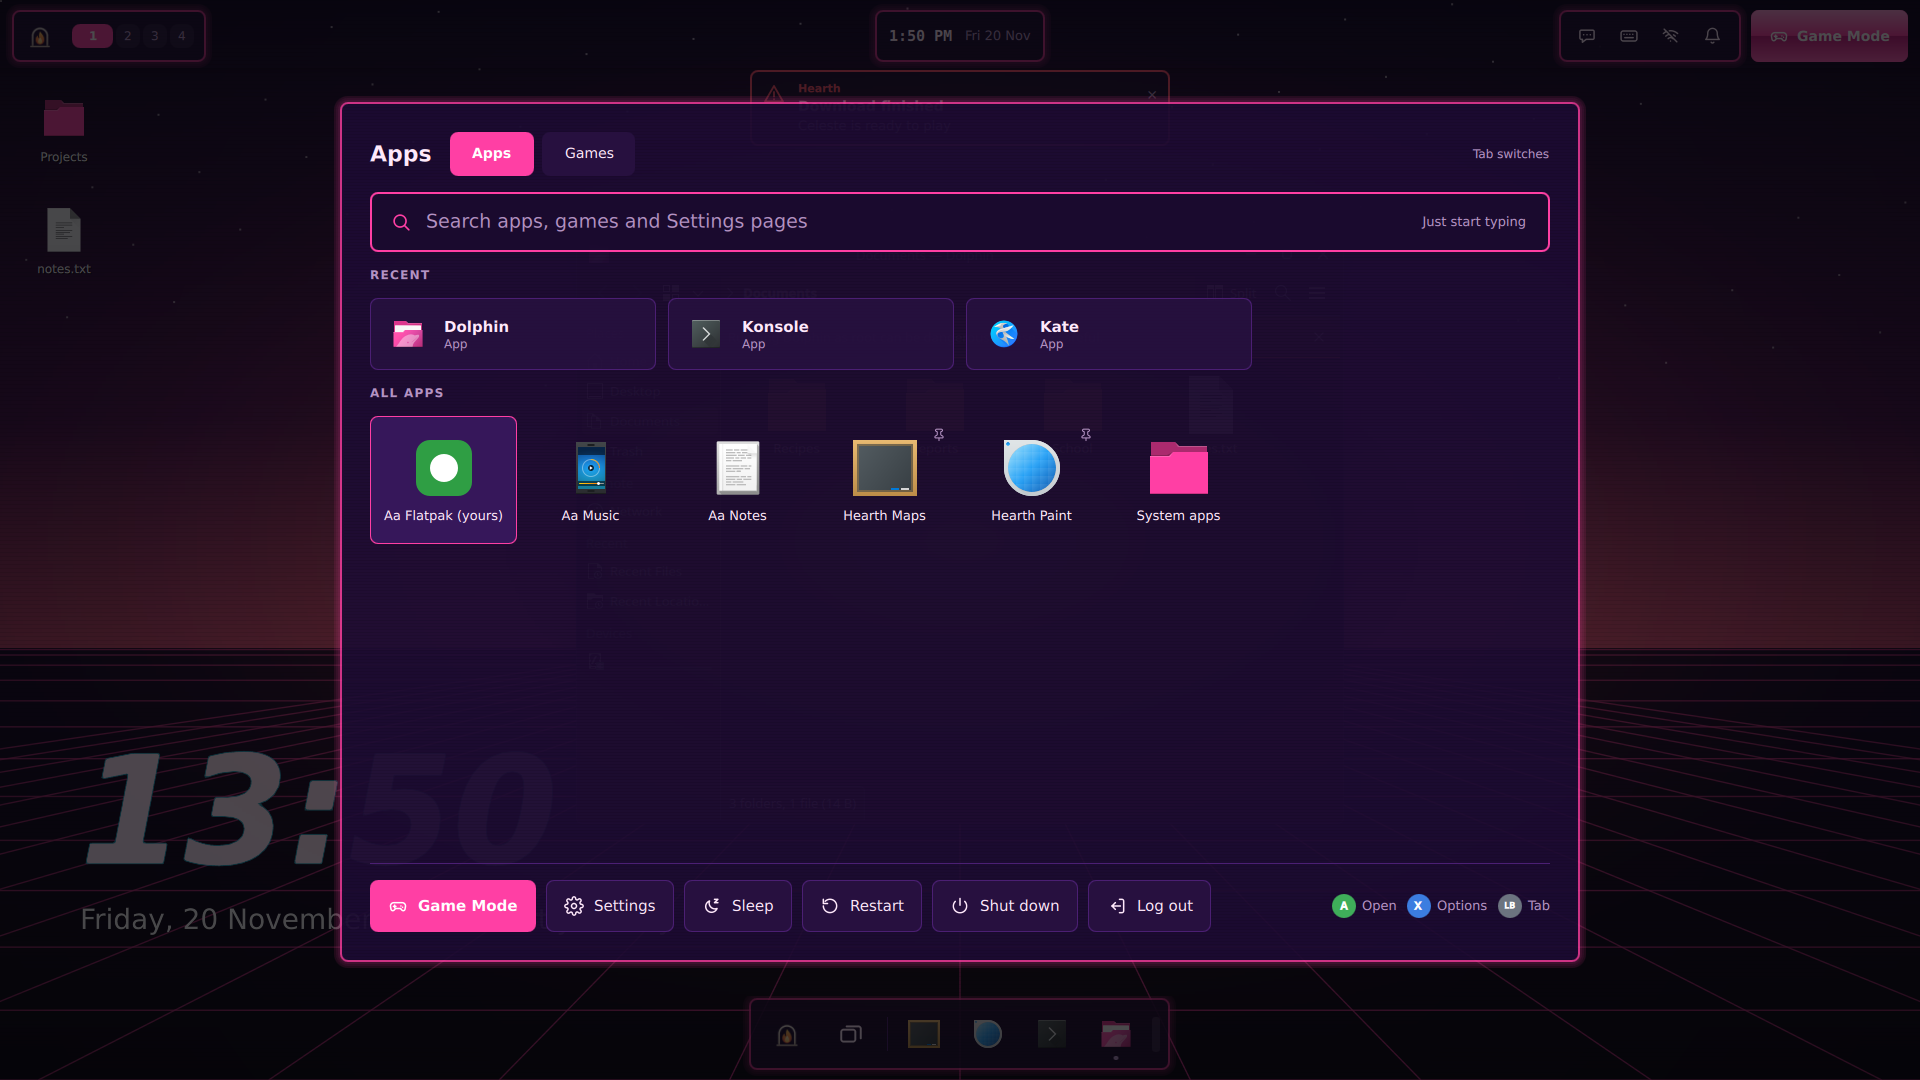 1 2 3 4
1:50 PM Fri 20 Nov
Game Mode
Hearth
Download finished
Projects
notes.txt
Apps
Apps
Games
Tab switches
Search apps, games and Settings pages
Just start typing
RECENT
Dolphin
App
Konsole
App
Kate
App
ALL APPS
Aa Flatpak (yours)
Aa Music
Aa Notes
Hearth Maps
Hearth Paint
System apps
13:50
Friday, 20 November
Game Mode
Settings
Sleep
Restart
Shut down
Log out
A Open
X Options
LB Tab